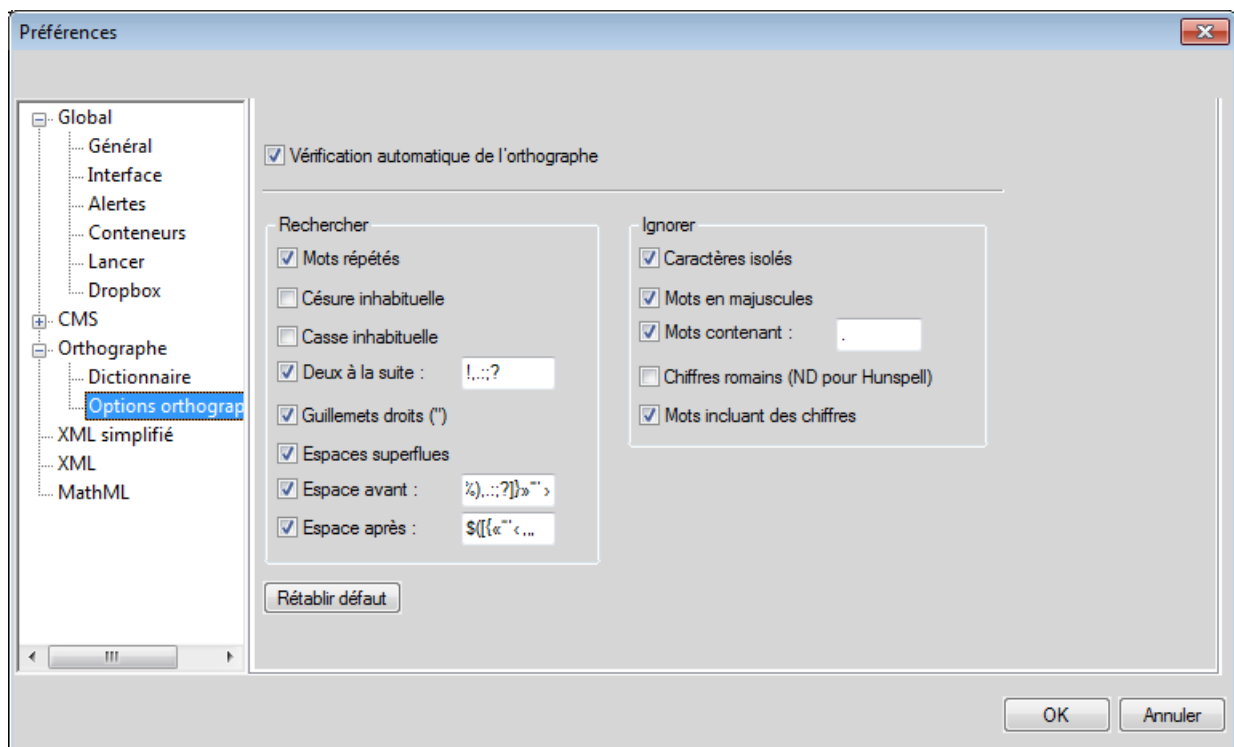 Préférences
Global
Général
Interface
Alertes
Conteneurs
Lancer
Dropbox
CMS
Orthographe
Dictionnaire
Options orthograp
XML simplifié
XML
MathML
Vérification automatique de l'orthographe
Rechercher
Mots répétés
Césure inhabituelle
Casse inhabituelle
Deux à la suite : !,.:;?
Guillemets droits (")
Espaces superflues
Espace avant : %),.:;?]}»"'›
Espace après : $([{«"'‹‚„
Rétablir défaut
Ignorer
Caractères isolés
Mots en majuscules
Mots contenant : .
Chiffres romains (ND pour Hunspell)
Mots incluant des chiffres
OK
Annuler